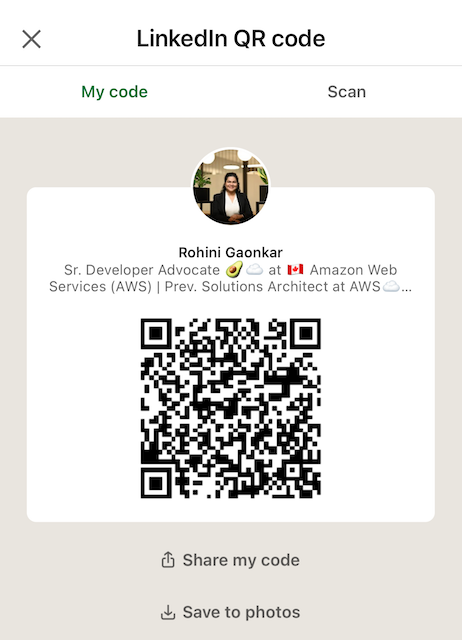 LinkedIn QR code
My code
Scan
Rohini Gaonkar
Sr. Developer Advocate 🥑☁️ at 🇨🇦 Amazon Web
Services (AWS) | Prev. Solutions Architect at AWS☁️...
Share my code
Save to photos